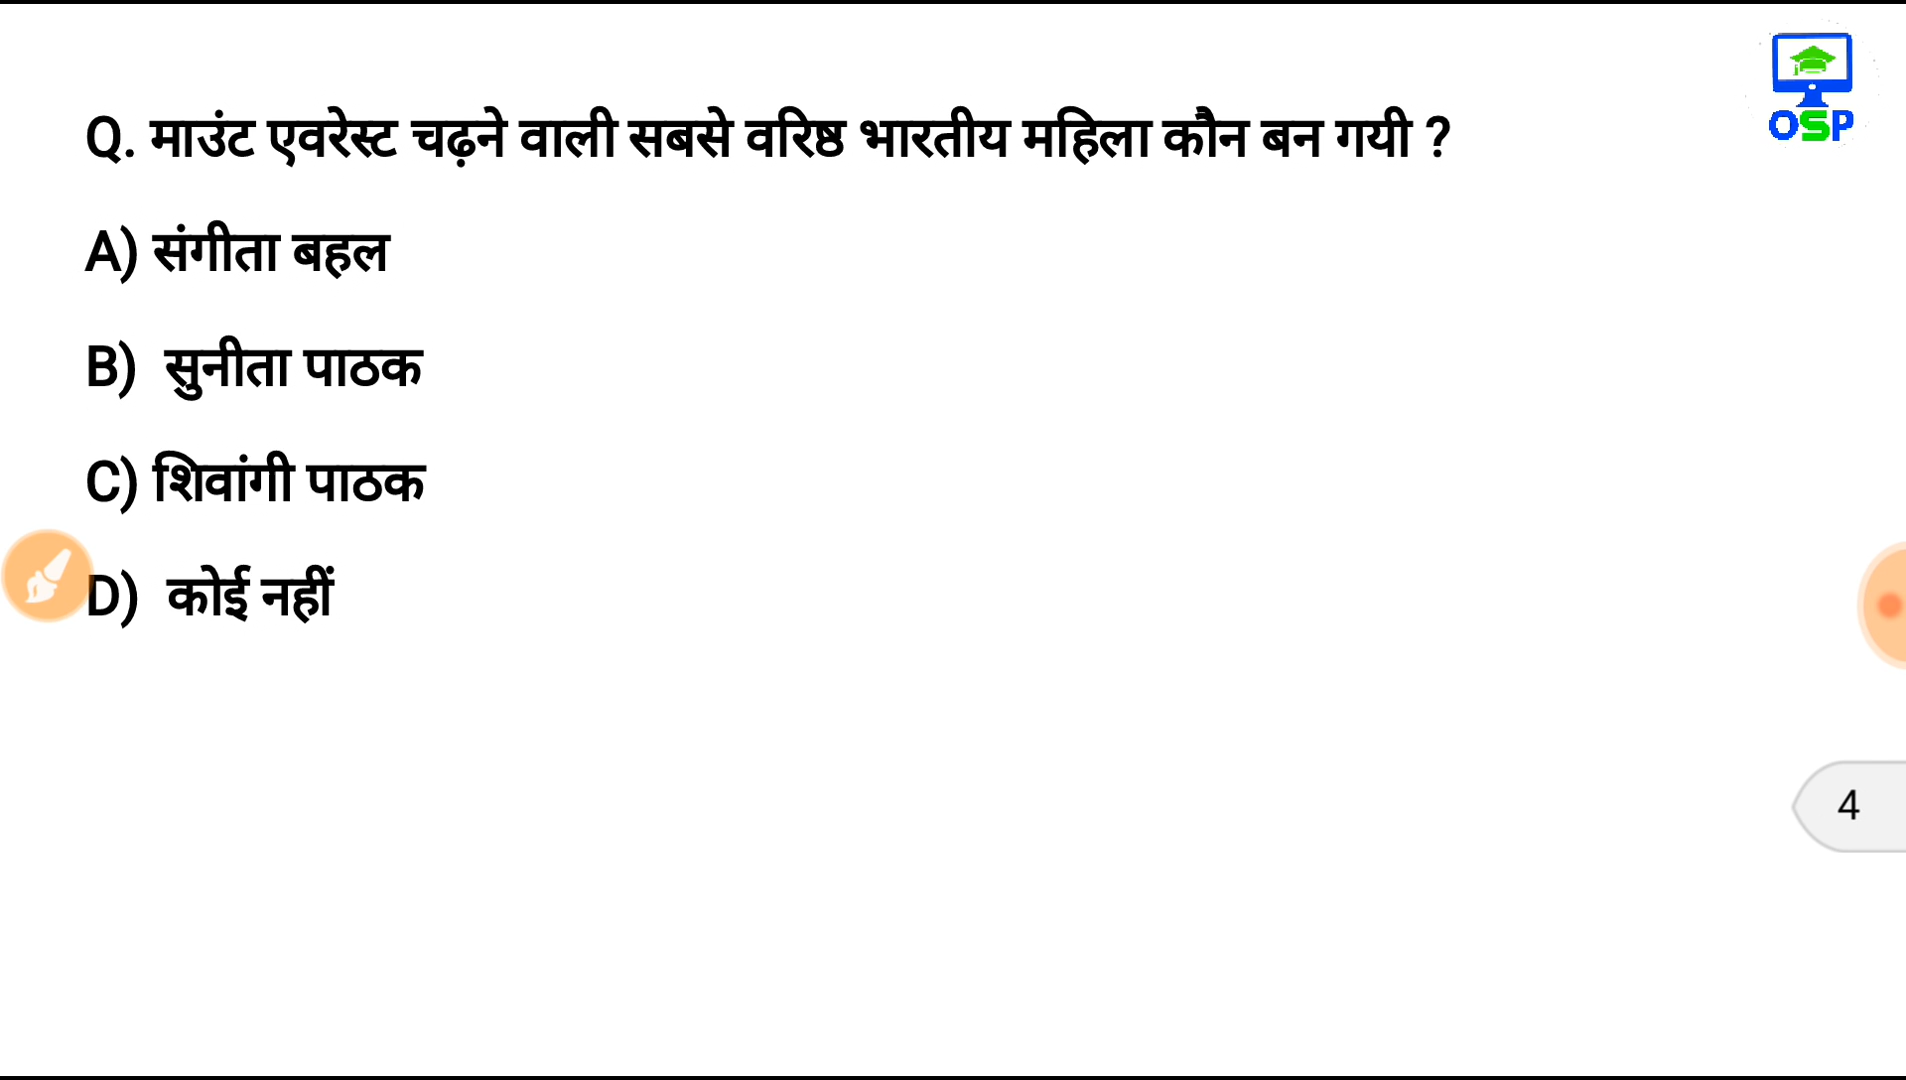 OSP
Q. माउंट एवरेस्ट चढ़ने वाली सबसे वरिष्ठ भारतीय महिला कौन बन गयी ?
A) संगीता बहल
B) सुनीता पाठक
C) शिवांगी पाठक
D) कोई नहीं
4